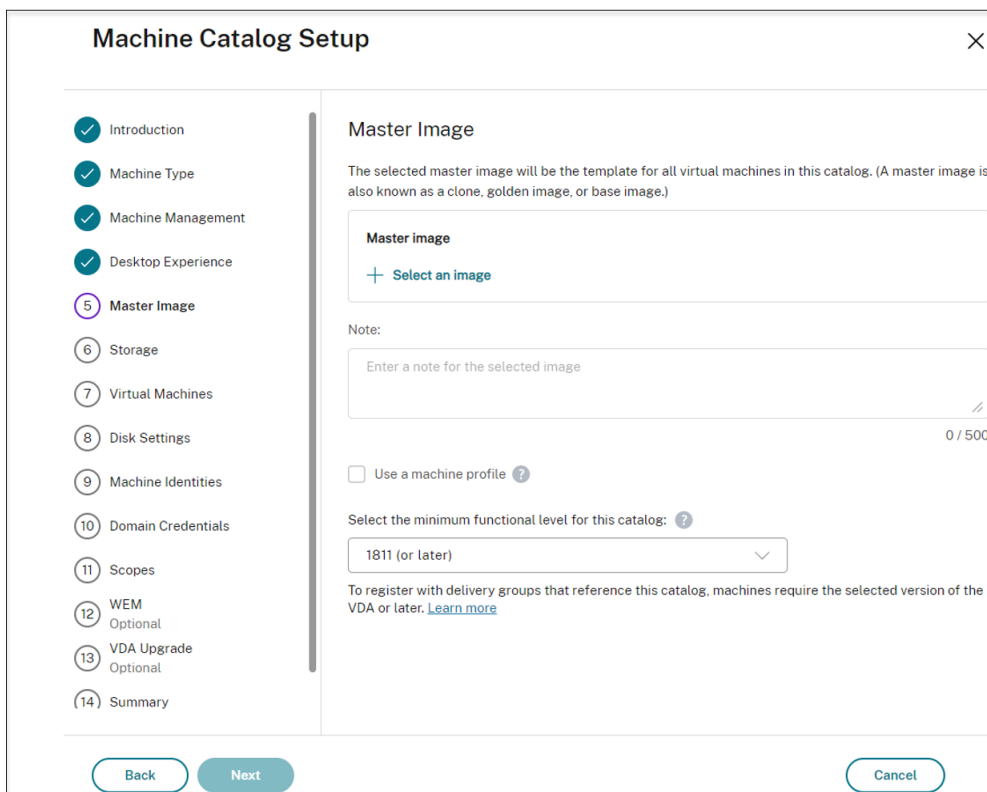 Machine Catalog Setup
Introduction
Machine Type
Machine Management
Desktop Experience
5 Master Image
6 Storage
7 Virtual Machines
8 Disk Settings
9 Machine Identities
10 Domain Credentials
11 Scopes
12 WEM
Optional
13 VDA Upgrade
Optional
14 Summary
Master Image
The selected master image will be the template for all virtual machines in this catalog. (A master image is
also known as a clone, golden image, or base image.)
Master image
+ Select an image
Note:
Enter a note for the selected image
0 / 500
Use a machine profile ?
Select the minimum functional level for this catalog: ?
1811 (or later)
To register with delivery groups that reference this catalog, machines require the selected version of the
VDA or later. Learn more
Back
Next
Cancel